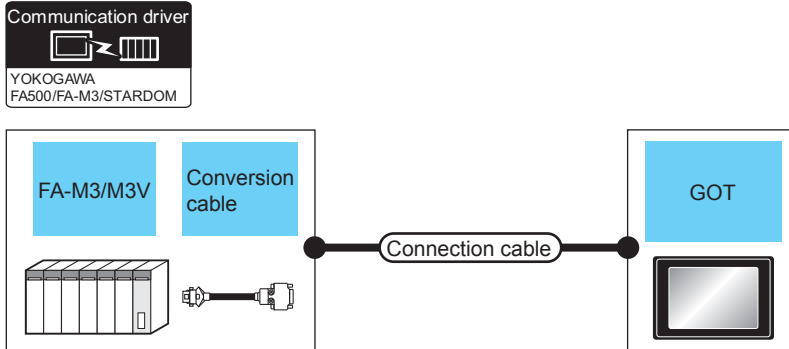 Communication driver
YOKOGAWA
FA500/FA-M3/STARDOM
FA-M3/M3V
Conversion
cable
Connection cable
GOT